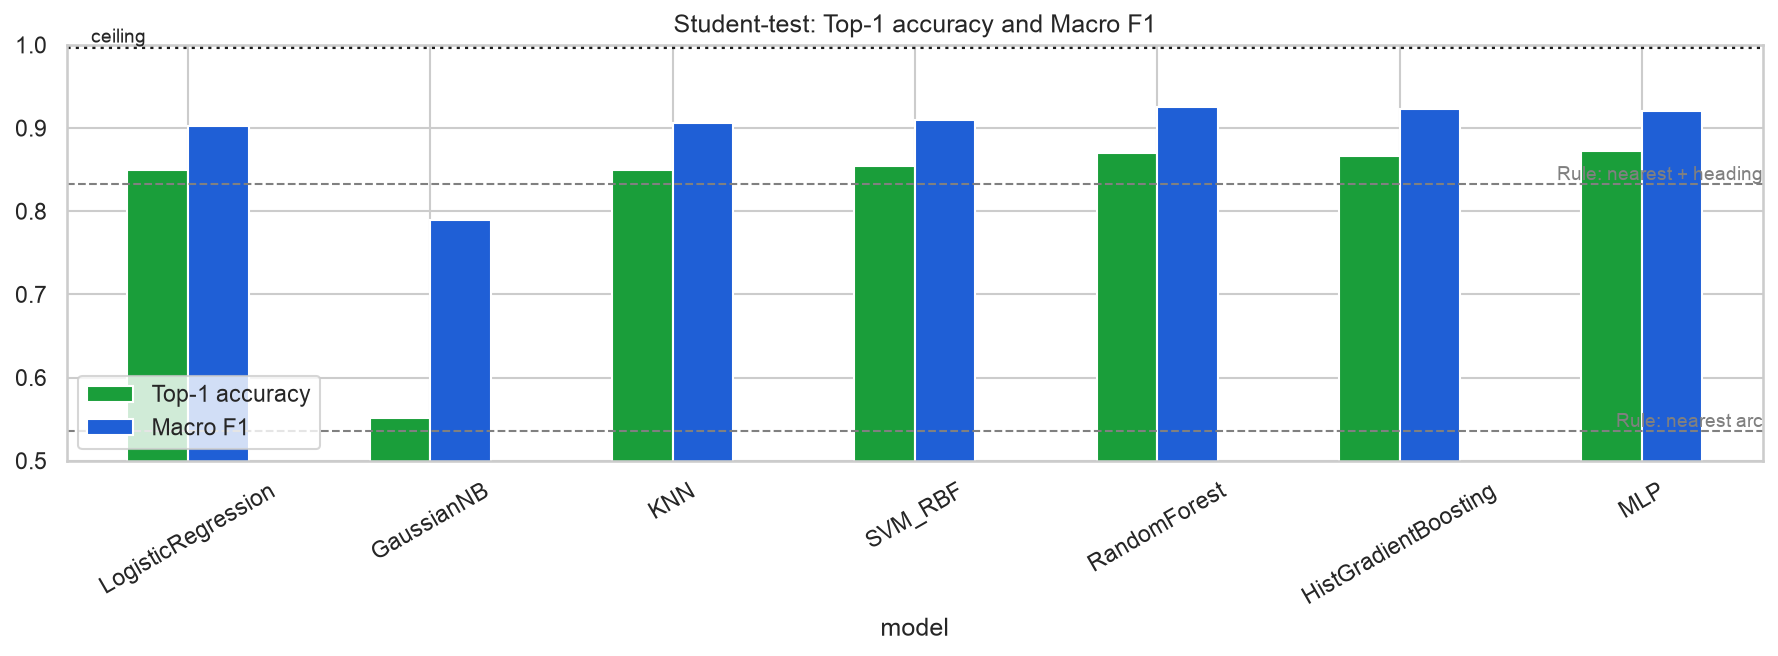 Student-test: Top-1 accuracy and Macro F1
ceiling
1.0
0.9
0.8
0.7
0.6
0.5
Rule: nearest + heading
Rule: nearest arc
Top-1 accuracy
Macro F1
LogisticRegression
GaussianNB
KNN
SVM_RBF
RandomForest
HistGradientBoosting
MLP
model